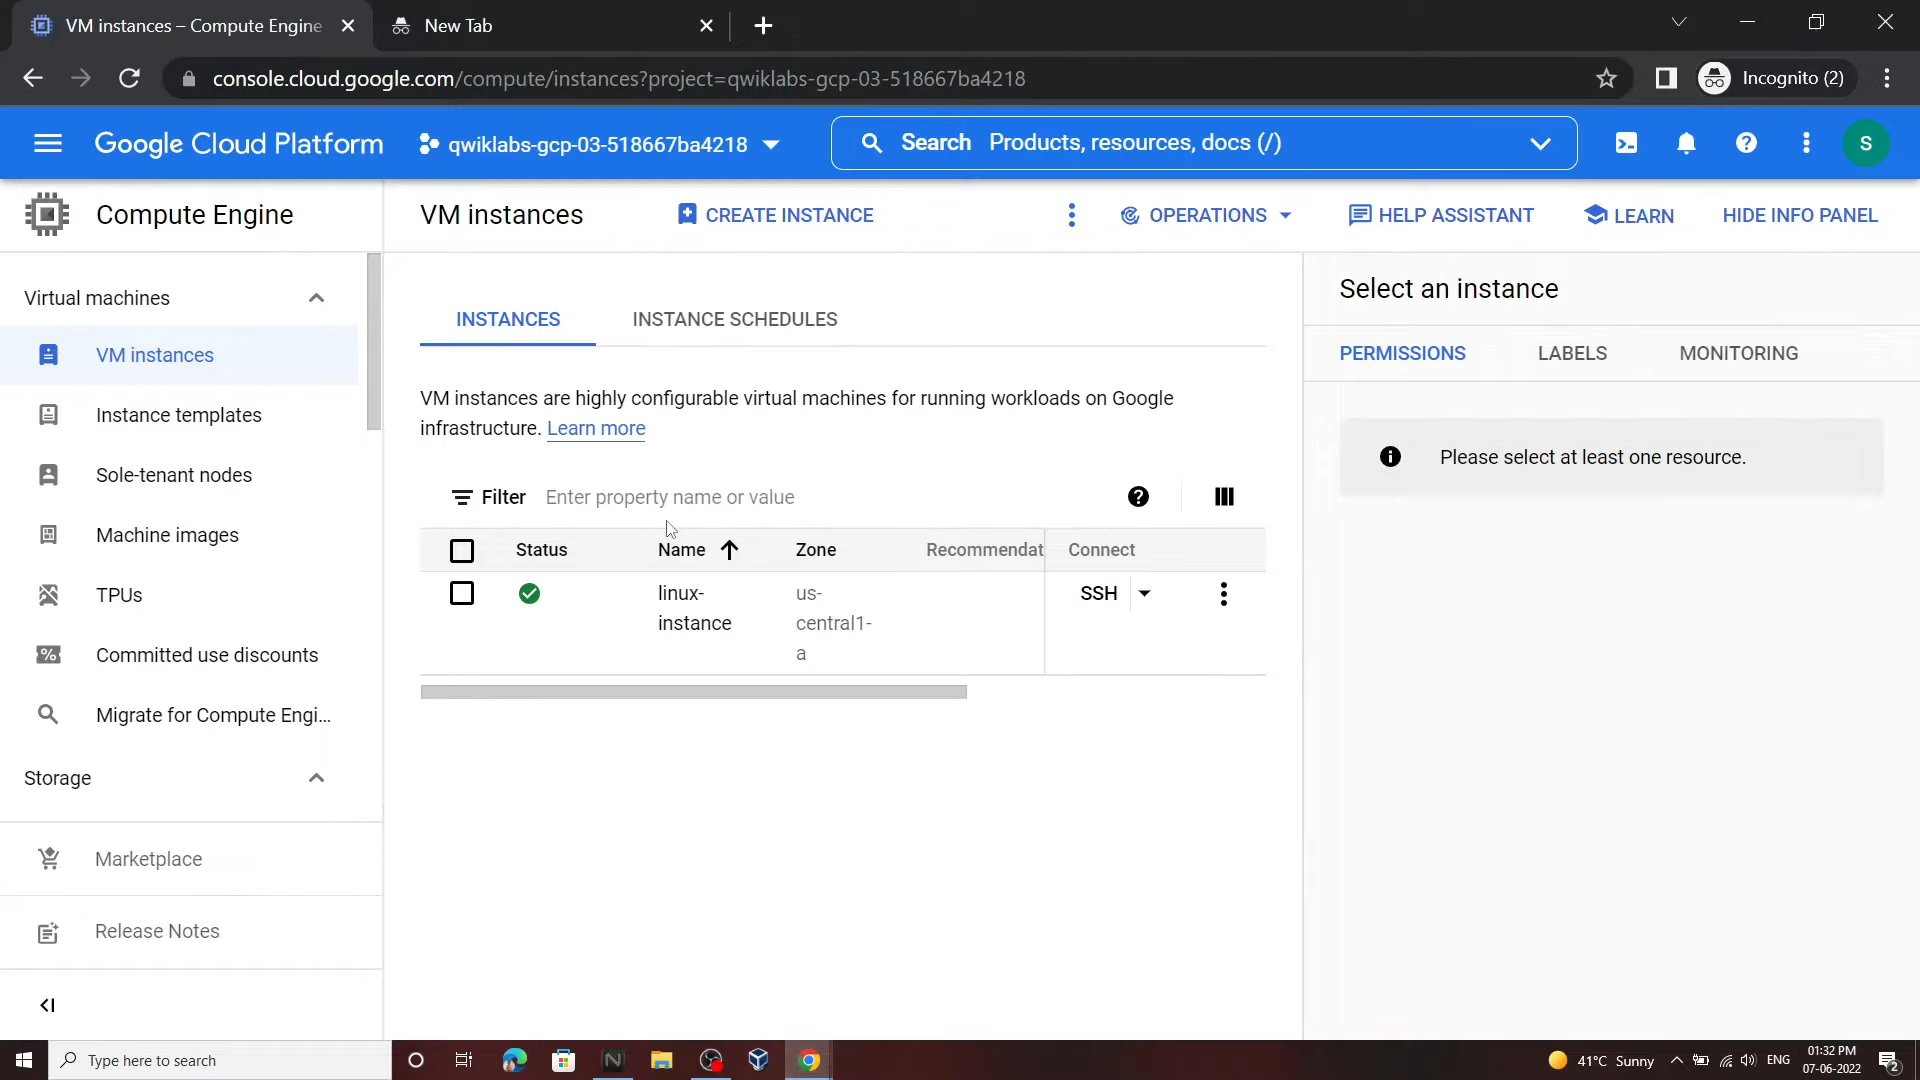 VM instances – Compute Engine
New Tab
console.cloud.google.com/compute/instances?project=qwiklabs-gcp-03-518667ba4218
Incognito (2)
Google Cloud Platform
qwiklabs-gcp-03-518667ba4218
Search Products, resources, docs (/)
S
Compute Engine
VM instances
CREATE INSTANCE
OPERATIONS
HELP ASSISTANT
LEARN
HIDE INFO PANEL
Virtual machines
VM instances
Instance templates
Sole-tenant nodes
Machine images
TPUs
Committed use discounts
Migrate for Compute Engi...
Storage
Marketplace
Release Notes
INSTANCES
INSTANCE SCHEDULES
VM instances are highly configurable virtual machines for running workloads on Google
infrastructure. Learn more
Filter Enter property name or value
Status Name Zone Recommendat Connect
linux-
instance
us-
central1-
a
SSH
Select an instance
PERMISSIONS
LABELS
MONITORING
Please select at least one resource.
Type here to search
41°C Sunny
ENG
01:32 PM
07-06-2022
2